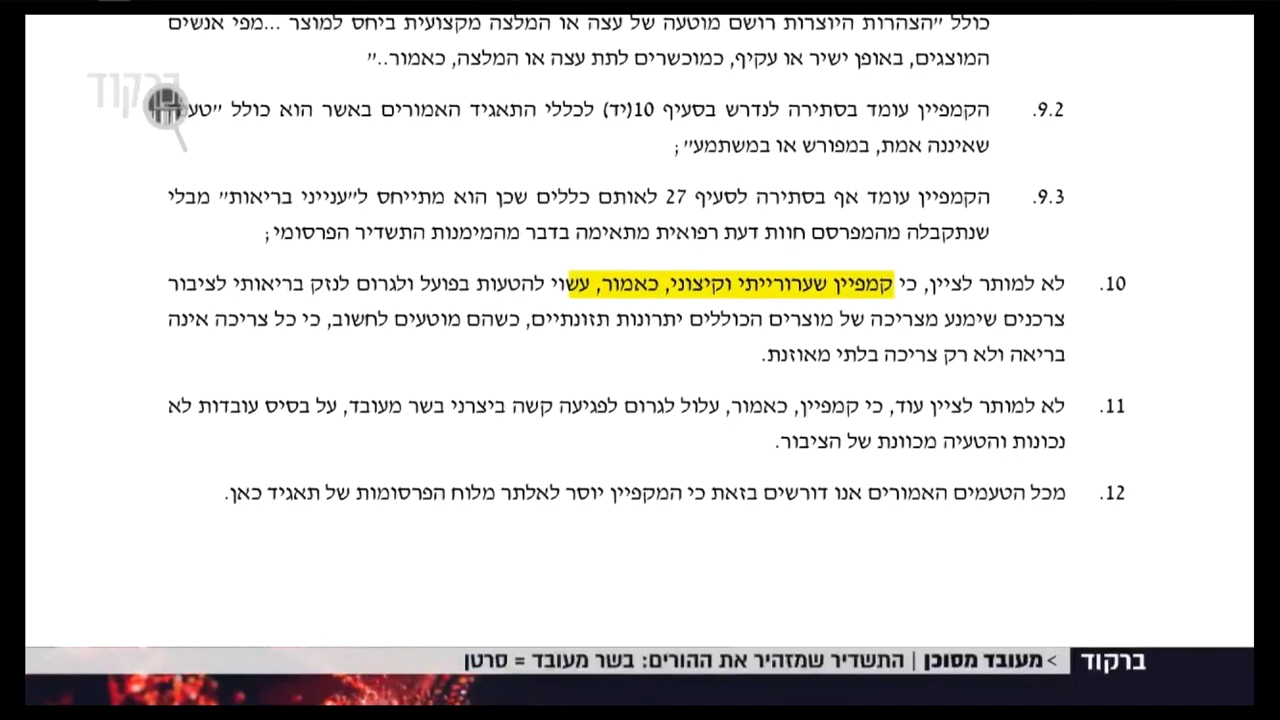 כולל "הצהרות היוצרות רושם מוטעה של עצה או המלצה מקצועית ביחס למוצר ...מפי אנשים
המוצגים, באופן ישיר או עקיף, כמוכשרים לתת עצה או המלצה, כאמור.."
ברקוד
9.2. הקמפיין עומד בסתירה לנדרש בסעיף 10(יד) לכללי התאגיד האמורים באשר הוא כולל
שאיננה אמת, במפורש או במשתמע";
9.3. הקמפיין עומד אף בסתירה לסעיף 27 לאותם כללים שכן הוא מתייחס ל"ענייני בריאות" מבלי
שנתקבלה מהמפרסם חוות דעת רפואית מתאימה בדבר מהימנות התשדיר הפרסומי;
10. לא למותר לציין, כי קמפיין שערורייתי וקיצוני, כאמור, עשוי להטעות בפועל ולגרום לנזק בריאותי לציבור
צרכנים שימנע מצריכה של מוצרים הכוללים יתרונות תזונתיים, כשהם מוטעים לחשוב, כי כל צריכה אינה
בריאה ולא רק צריכה בלתי מאוזנת.
11. לא למותר לציין עוד, כי קמפיין, כאמור, עלול לגרום לפגיעה קשה ביצרני בשר מעובד, על בסיס עובדות לא
נכונות והטעיה מכוונת של הציבור.
12. מכל הטעמים האמורים אנו דורשים בזאת כי המקפיין יוסר לאלתר מלוח הפרסומות של תאגיד כאן.
ברקוד > מעובד מסוכן | התשדיר שמזהיר את ההורים: בשר מעובד = סרטן